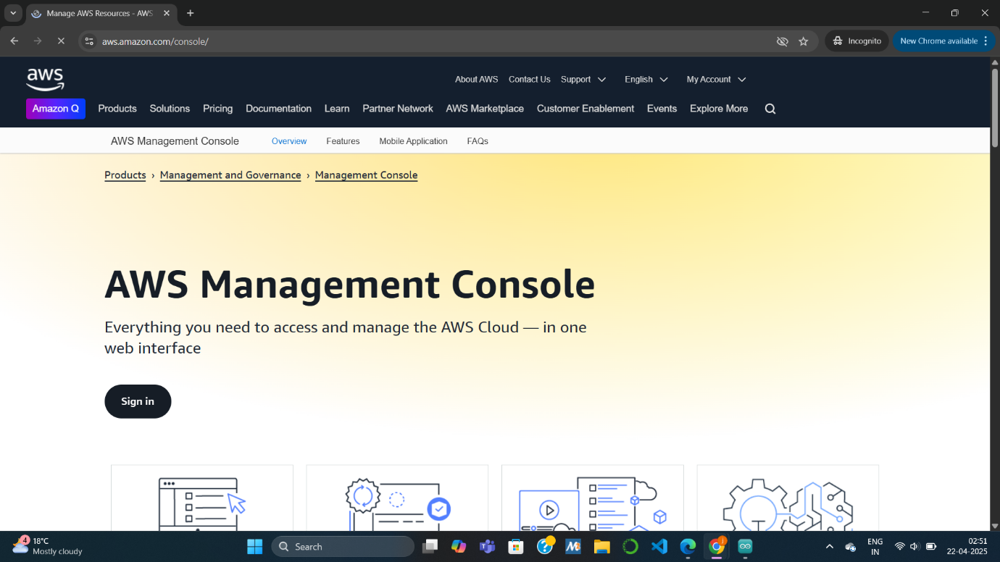 Manage AWS Resources - AWS
aws.amazon.com/console/
Incognito
New Chrome available
aws
About AWS Contact Us Support English My Account
Amazon Q Products Solutions Pricing Documentation Learn Partner Network AWS Marketplace Customer Enablement Events Explore More
AWS Management Console Overview Features Mobile Application FAQs
Products › Management and Governance › Management Console
AWS Management Console
Everything you need to access and manage the AWS Cloud — in one
web interface
Sign in
4
18°C
Mostly cloudy
Search
ENG
IN
02:51
22-04-2025